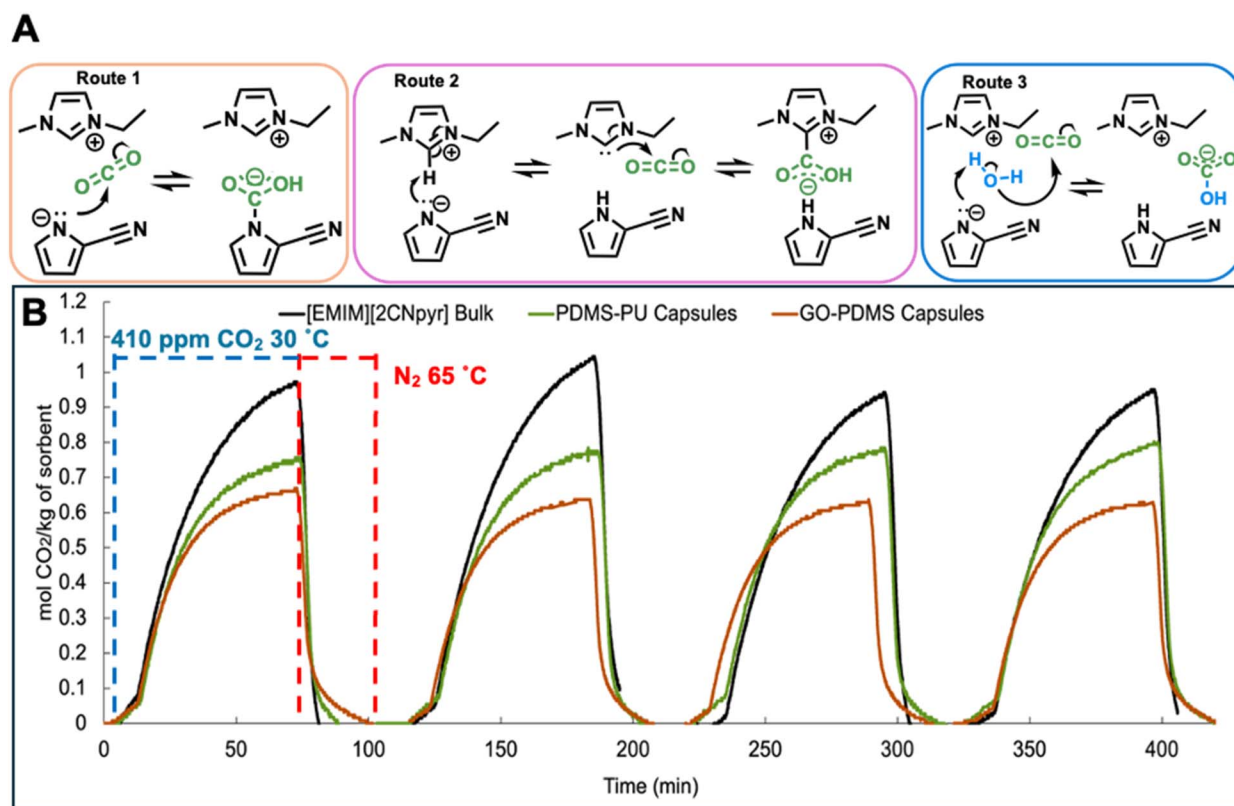 A
Route 1
Route 2
Route 3
N
N
⊕
O=C=O
⊖
N
C≡N
N
N
⊕
O
⊖
OH
C
N
C≡N
N
N
⊕
H
⊖
N
C≡N
N
N
O=C=O
H
N
C≡N
N
N
⊕
O
C
OH
⊖
H
N
C≡N
N
N
⊕
O=C=O
H
O
H
⊖
N
C≡N
N
N
⊕
O
⊖
O
C
OH
H
N
C≡N
B
[EMIM][2CNpyr] Bulk
PDMS-PU Capsules
GO-PDMS Capsules
410 ppm CO₂ 30 ˚C
N₂ 65 ˚C
mol CO2/kg of sorbent
1.2
1.1
1
0.9
0.8
0.7
0.6
0.5
0.4
0.3
0.2
0.1
0
0 50 100 150 200 250 300 350 400
Time (min)